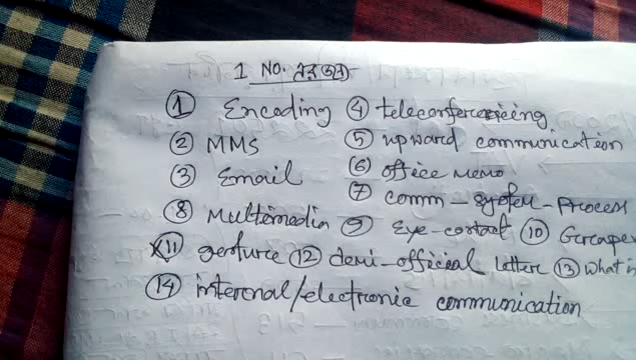 1 NO. এর জন্য
① Encoding ④ teleconferencing
② MMS ⑤ upward communication
③ Email ⑥ office memo
⑦ comm - system - Process
⑧ Multimedia ⑨ Eye-contact ⑩
⑪ gesture ⑫ demi-official Letter ⑬ what
⑭ internal/electronic communication